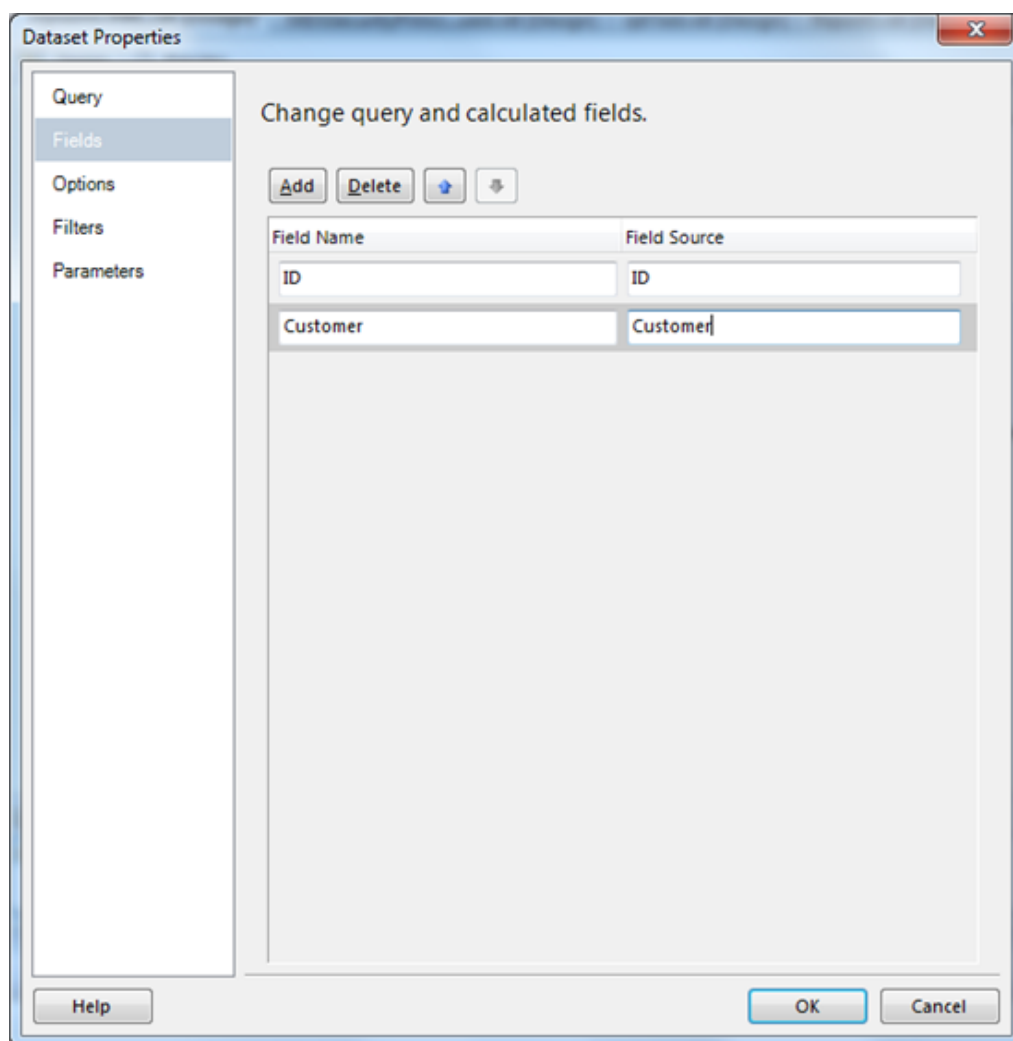 Dataset Properties
Query
Fields
Options
Filters
Parameters
Change query and calculated fields.
Add Delete
Field Name Field Source
ID ID
Customer Customer
Help OK Cancel